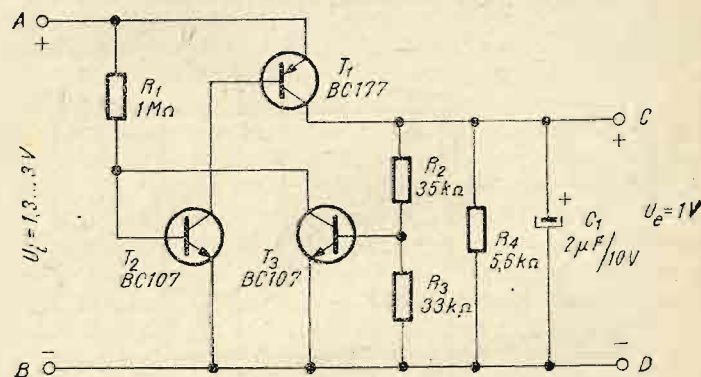 A
+
R1
1MΩ
T1
BC177
C
+
Ui = 1,3...3V
T2
BC107
T3
BC107
R2
35kΩ
R3
33kΩ
R4
5,6kΩ
+
C1
2µF/10V
Ue = 1V
B
−
−
D